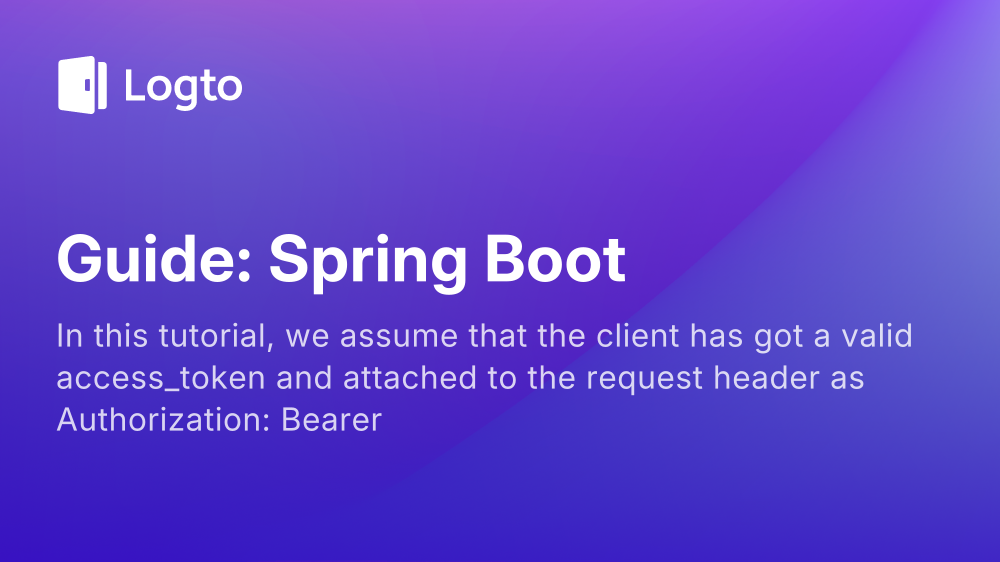 Logto
Guide: Spring Boot
In this tutorial, we assume that the client has got a valid
access_token and attached to the request header as
Authorization: Bearer